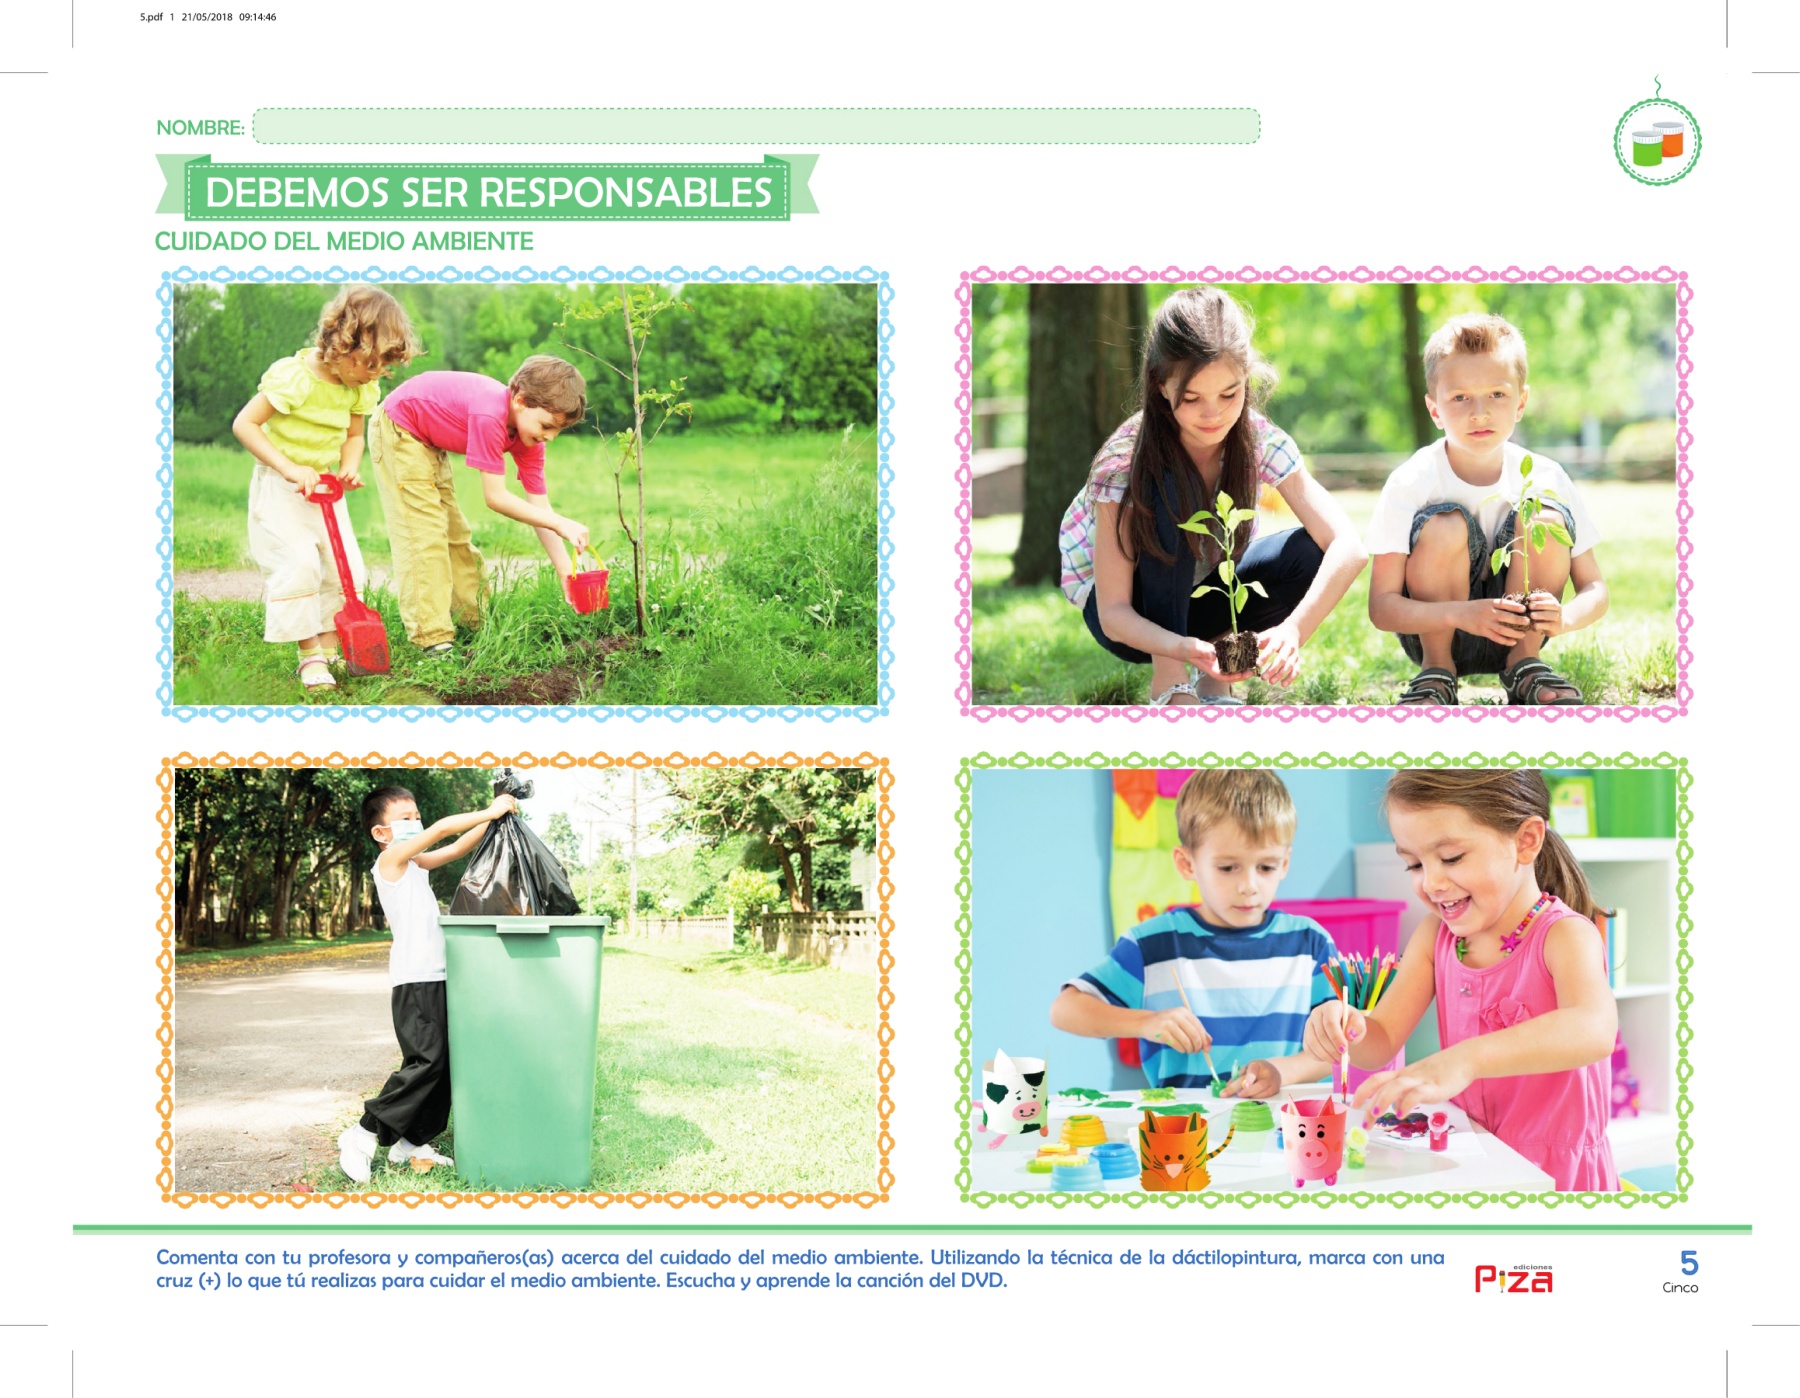 5.pdf 1 21/05/2018 09:14:46
NOMBRE:
DEBEMOS SER RESPONSABLES
CUIDADO DEL MEDIO AMBIENTE
Comenta con tu profesora y compañeros(as) acerca del cuidado del medio ambiente. Utilizando la técnica de la dáctilopintura, marca con una
cruz (+) lo que tú realizas para cuidar el medio ambiente. Escucha y aprende la canción del DVD.
ediciones
Piza
5
Cinco